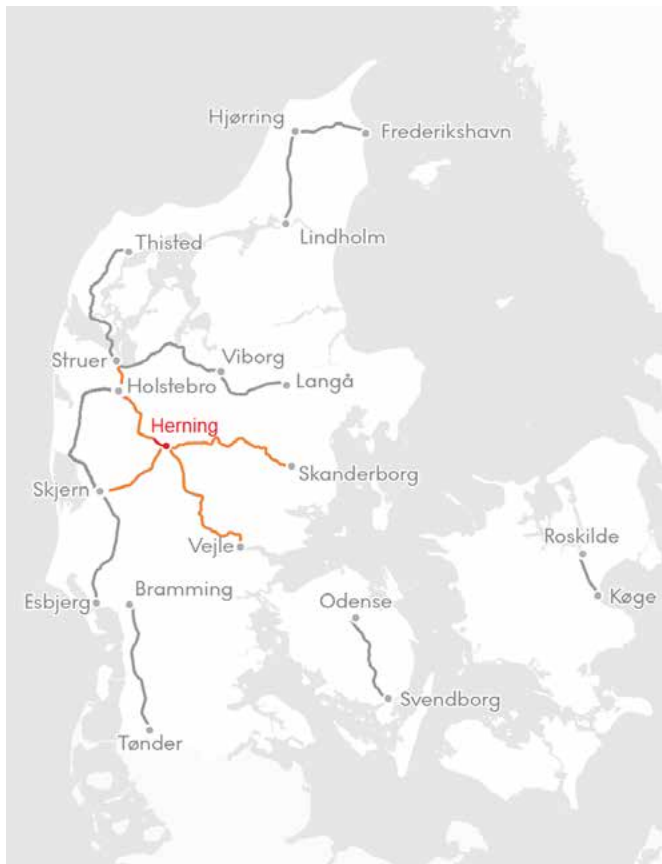 Hjørring
Frederikshavn
Lindholm
Thisted
Struer
Viborg
Holstebro
Langå
Herning
Skanderborg
Skjern
Vejle
Roskilde
Køge
Esbjerg
Bramming
Odense
Svendborg
Tønder